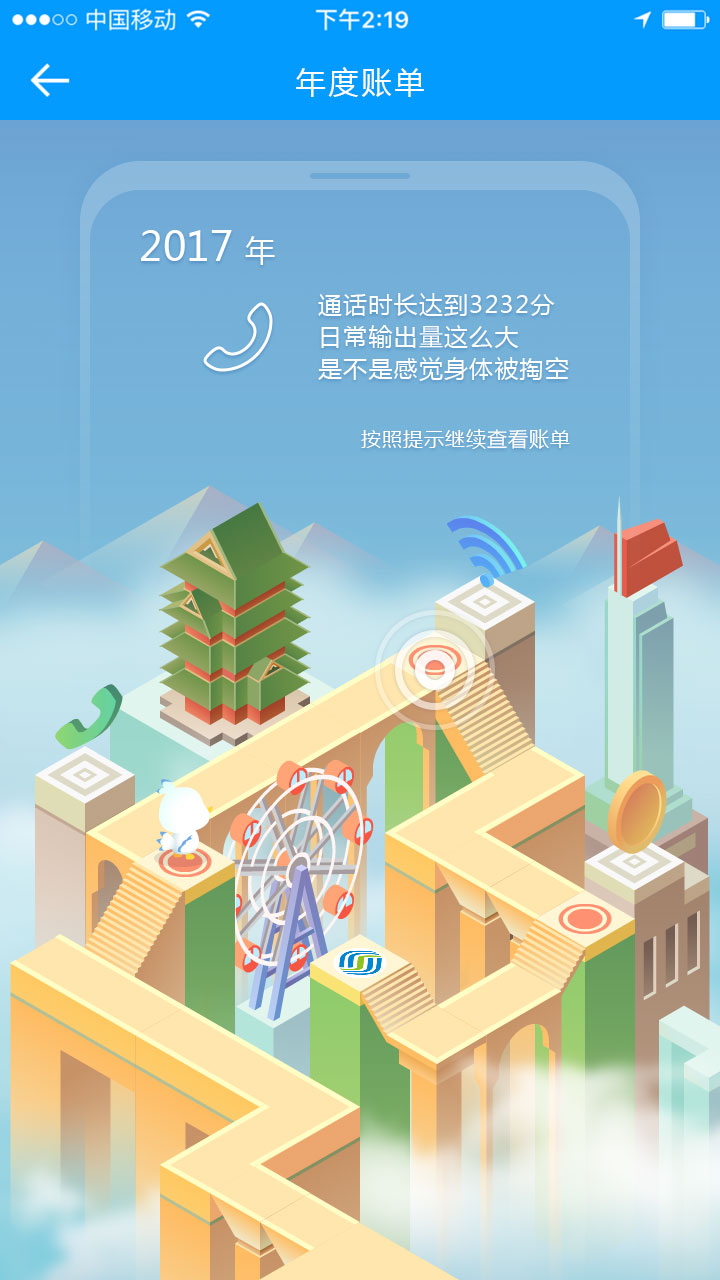 中国移动 下午2:19
年度账单
2017 年
通话时长达到3232分
日常输出量这么大
是不是感觉身体被掏空
按照提示继续查看账单